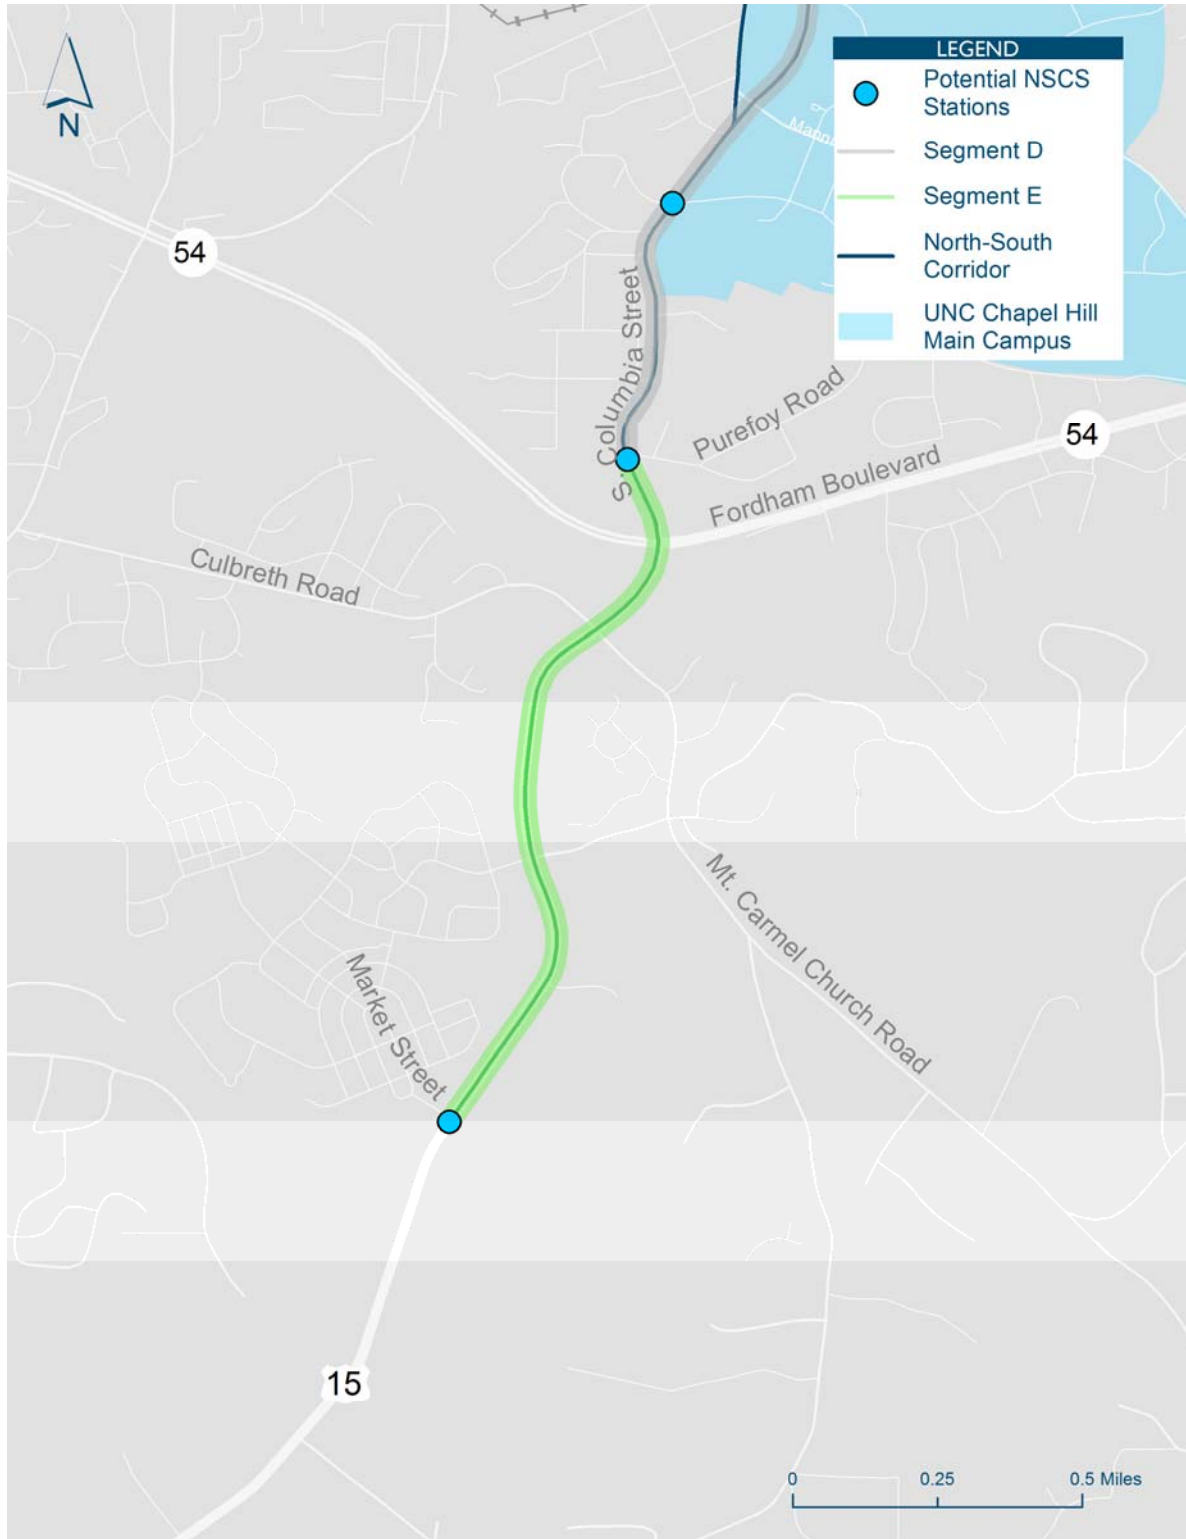 LEGEND
Potential NSCS
Stations
Segment D
Segment E
North-South
Corridor
UNC Chapel Hill
Main Campus
N
54
S. Columbia Street
Purefoy Road
54
Fordham Boulevard
Culbreth Road
Mt. Carmel Church Road
Market Street
15
0
0.25
0.5 Miles